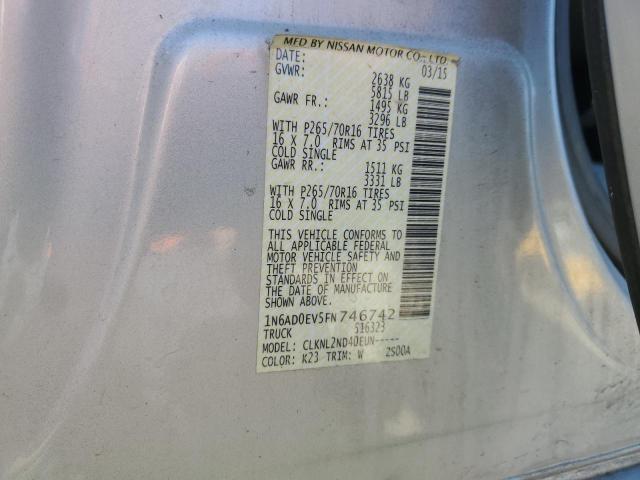 MFD BY NISSAN MOTOR CO., LTD
DATE: 03/15
GVWR: 2638 KG
5815 LB
GAWR FR.: 1495 KG
3296 LB
WITH P265/70R16 TIRES
16 X 7.0 RIMS AT 35 PSI
COLD SINGLE
GAWR RR.: 1511 KG
3331 LB
WITH P265/70R16 TIRES
16 X 7.0 RIMS AT 35 PSI
COLD SINGLE
THIS VEHICLE CONFORMS TO
ALL APPLICABLE FEDERAL
MOTOR VEHICLE SAFETY AND
THEFT PREVENTION
STANDARDS IN EFFECT ON
THE DATE OF MANUFACTURE
SHOWN ABOVE.
1N6AD0EV5FN746742
TRUCK 516323
MODEL: CLKNL2ND40EUN-----
COLOR: K23 TRIM: W 2S00A